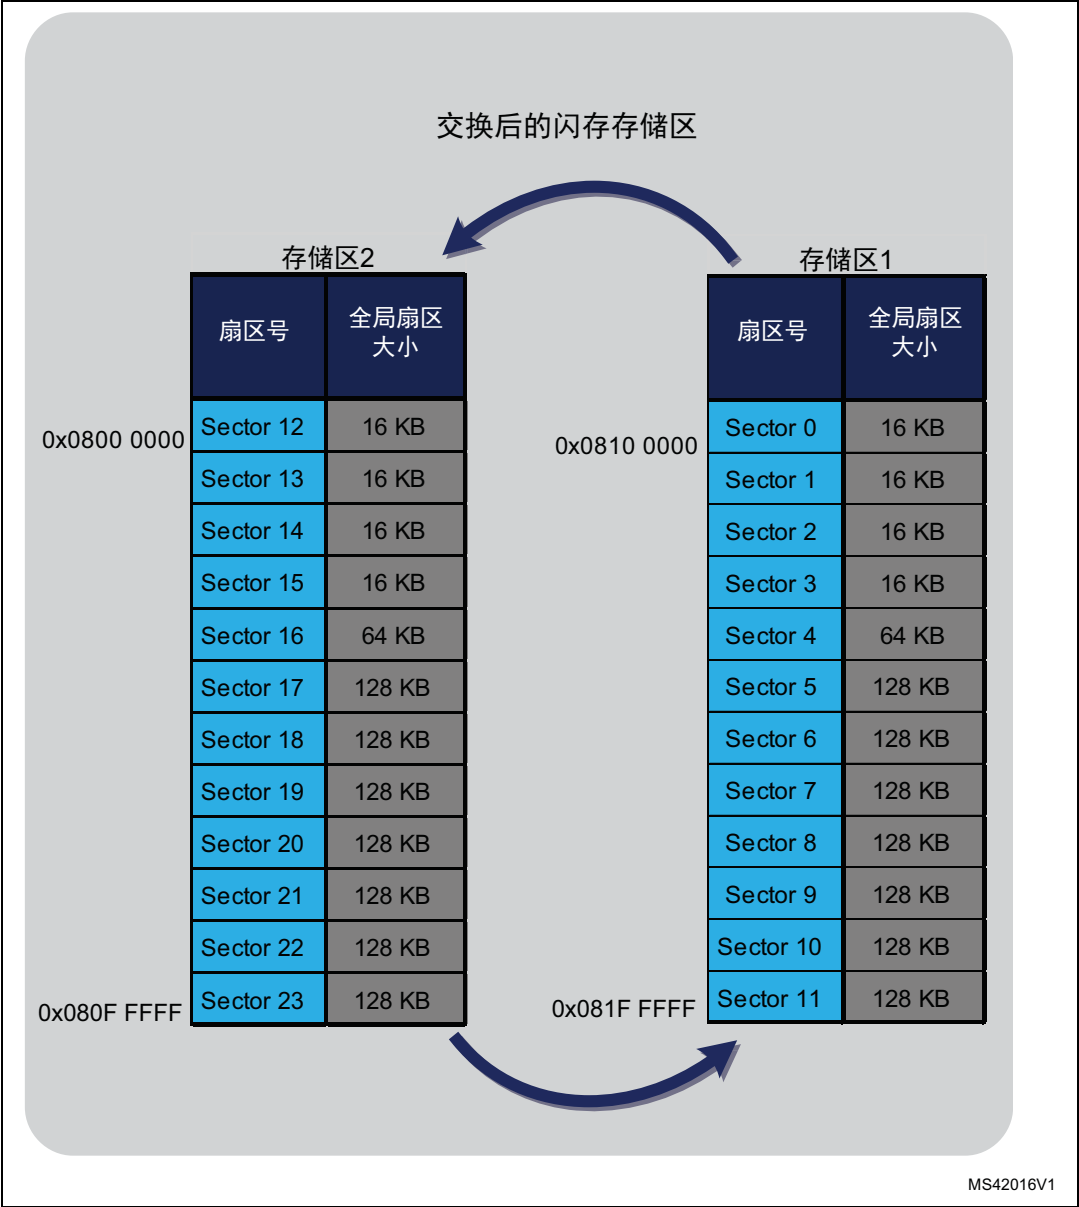 交换后的闪存存储区
存储区2
扇区号 全局扇区
大小
0x0800 0000
Sector 12 16 KB
Sector 13 16 KB
Sector 14 16 KB
Sector 15 16 KB
Sector 16 64 KB
Sector 17 128 KB
Sector 18 128 KB
Sector 19 128 KB
Sector 20 128 KB
Sector 21 128 KB
Sector 22 128 KB
Sector 23 128 KB
0x080F FFFF
存储区1
扇区号 全局扇区
大小
0x0810 0000
Sector 0 16 KB
Sector 1 16 KB
Sector 2 16 KB
Sector 3 16 KB
Sector 4 64 KB
Sector 5 128 KB
Sector 6 128 KB
Sector 7 128 KB
Sector 8 128 KB
Sector 9 128 KB
Sector 10 128 KB
Sector 11 128 KB
0x081F FFFF
MS42016V1